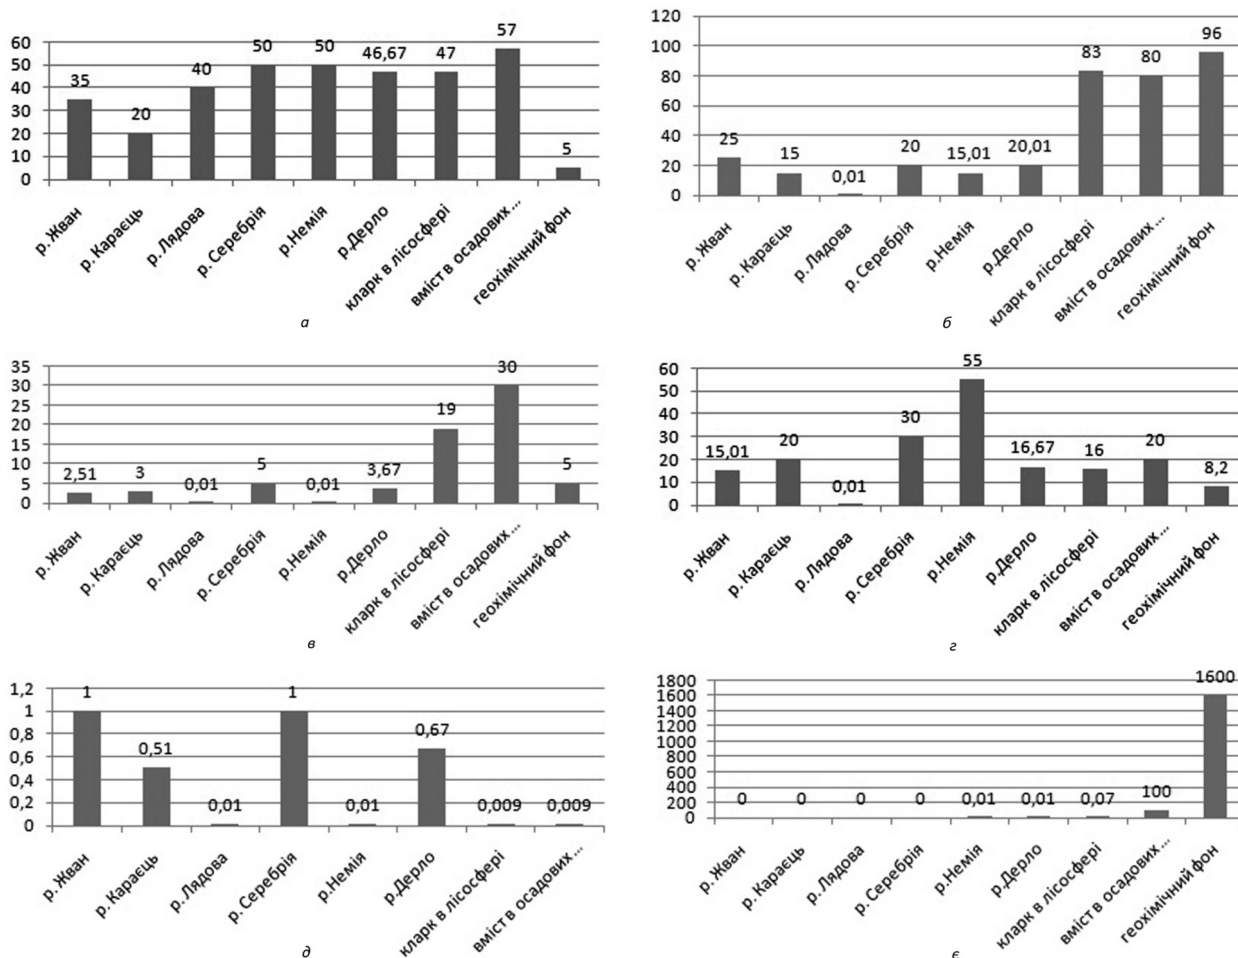 60
50
40
30
20
10
0
35
20
40
50
50
46,67
47
57
5
р. Жван
р. Караєць
р. Лядова
р. Серебрія
р.Немія
р.Дерло
кларк в лісосфері
вміст в осадових...
геохімічний фон
а
120
100
80
60
40
20
0
25
15
0,01
20
15,01
20,01
83
80
96
р. Жван
р. Караєць
р. Лядова
р. Серебрія
р.Немія
р.Дерло
кларк в лісосфері
вміст в осадових...
геохімічний фон
б
35
30
25
20
15
10
5
0
2,51
3
0,01
5
0,01
3,67
19
30
5
р. Жван
р. Караєць
р. Лядова
р. Серебрія
р.Немія
р.Дерло
кларк в лісосфері
вміст в осадових...
геохімічний фон
в
60
50
40
30
20
10
0
15,01
20
0,01
30
55
16,67
16
20
8,2
р. Жван
р. Караєць
р. Лядова
р. Серебрія
р.Немія
р.Дерло
кларк в лісосфері
вміст в осадових...
геохімічний фон
г
1,2
1
0,8
0,6
0,4
0,2
0
1
0,51
0,01
1
0,01
0,67
0,009
0,009
р. Жван
р. Караєць
р. Лядова
р. Серебрія
р.Немія
р.Дерло
кларк в лісосфері
вміст в осадових...
д
1800
1600
1400
1200
1000
800
600
400
200
0
0
0
0
0
0,01
0,01
0,07
100
1600
р. Жван
р. Караєць
р. Лядова
р. Серебрія
р.Немія
р.Дерло
кларк в лісосфері
вміст в осадових...
геохімічний фон
є